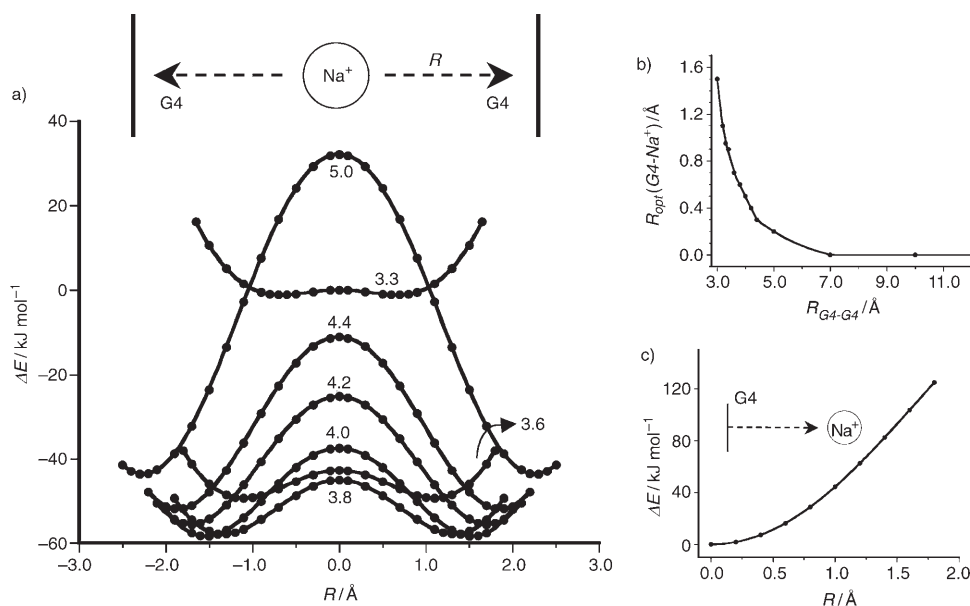 a)
Na⁺
R
G4
G4
40
20
0
–20
–40
–60
ΔE / kJ mol⁻¹
5.0
3.3
4.4
4.2
4.0
3.6
3.8
–3.0
–2.0
–1.0
0.0
1.0
2.0
3.0
R / Å
b)
1.6
1.2
0.8
0.4
0.0
R_opt(G4-Na⁺) / Å
3.0
5.0
7.0
9.0
11.0
R_G4-G4 / Å
c)
120
80
40
0
ΔE / kJ mol⁻¹
G4
Na⁺
0.0
0.5
1.0
1.5
2.0
R / Å